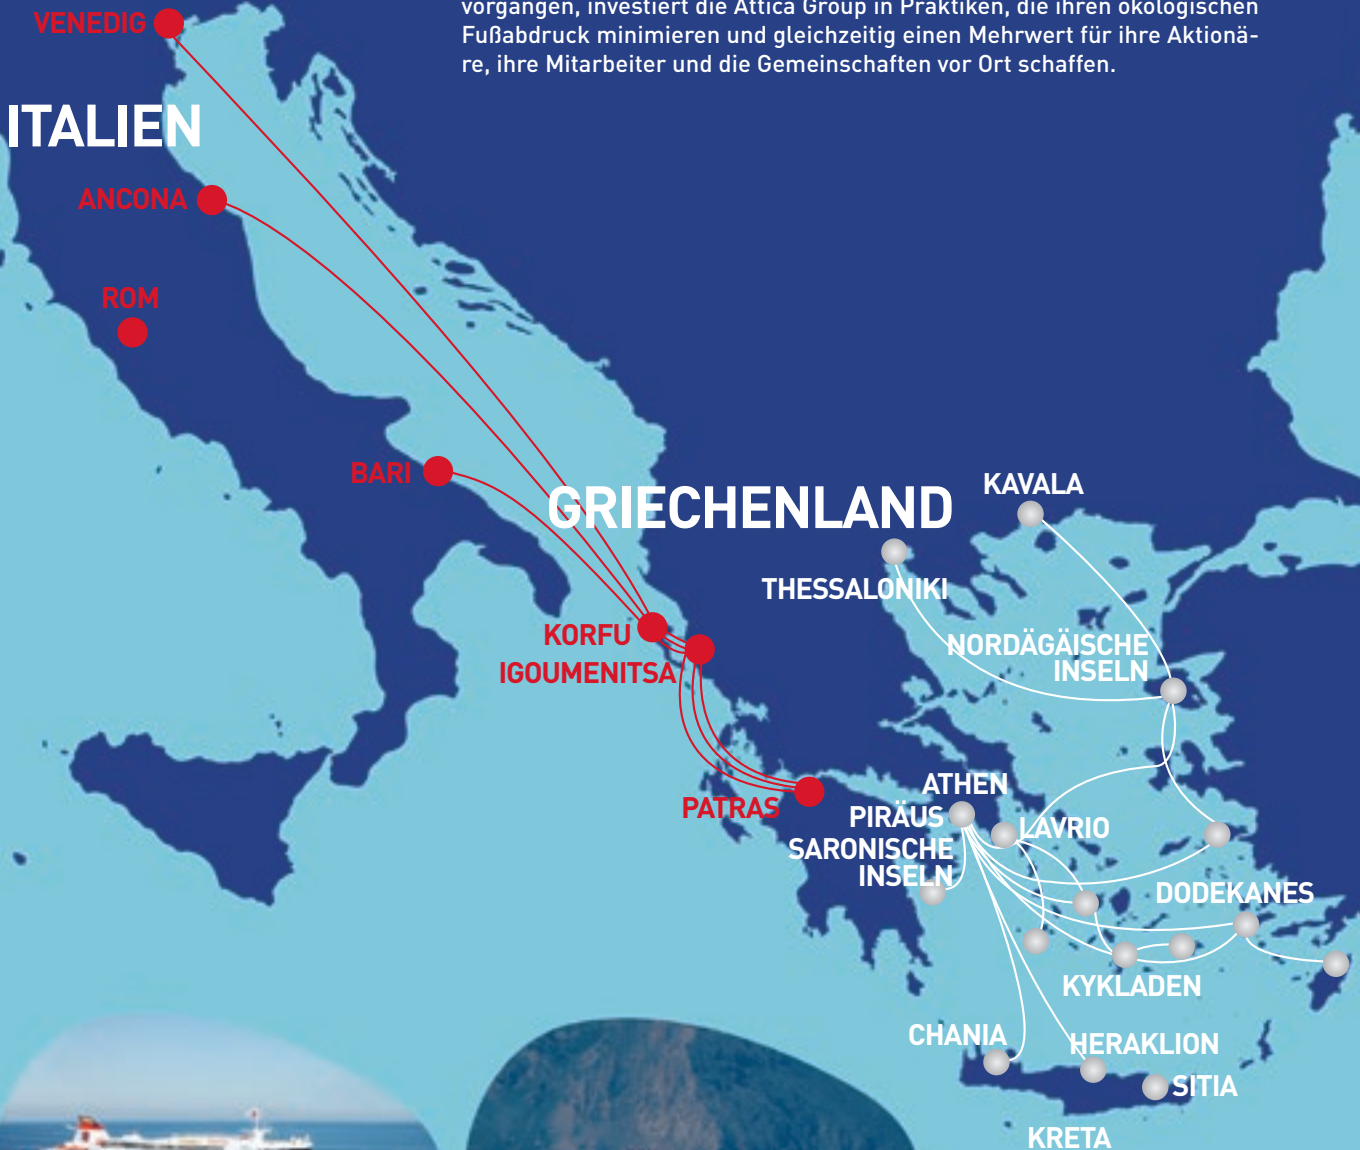 vorgängen, investiert die Attica Group in Praktiken, die ihren ökologischen
Fußabdruck minimieren und gleichzeitig einen Mehrwert für ihre Aktionä-
re, ihre Mitarbeiter und die Gemeinschaften vor Ort schaffen.
VENEDIG
ITALIEN
ANCONA
ROM
BARI
GRIECHENLAND
KAVALA
THESSALONIKI
KORFU
IGOUMENITSA
NORDÄGÄISCHE
INSELN
PATRAS
ATHEN
PIRÄUS
LAVRIO
SARONISCHE
INSELN
DODEKANES
KYKLADEN
CHANIA
HERAKLION
SITIA
KRETA